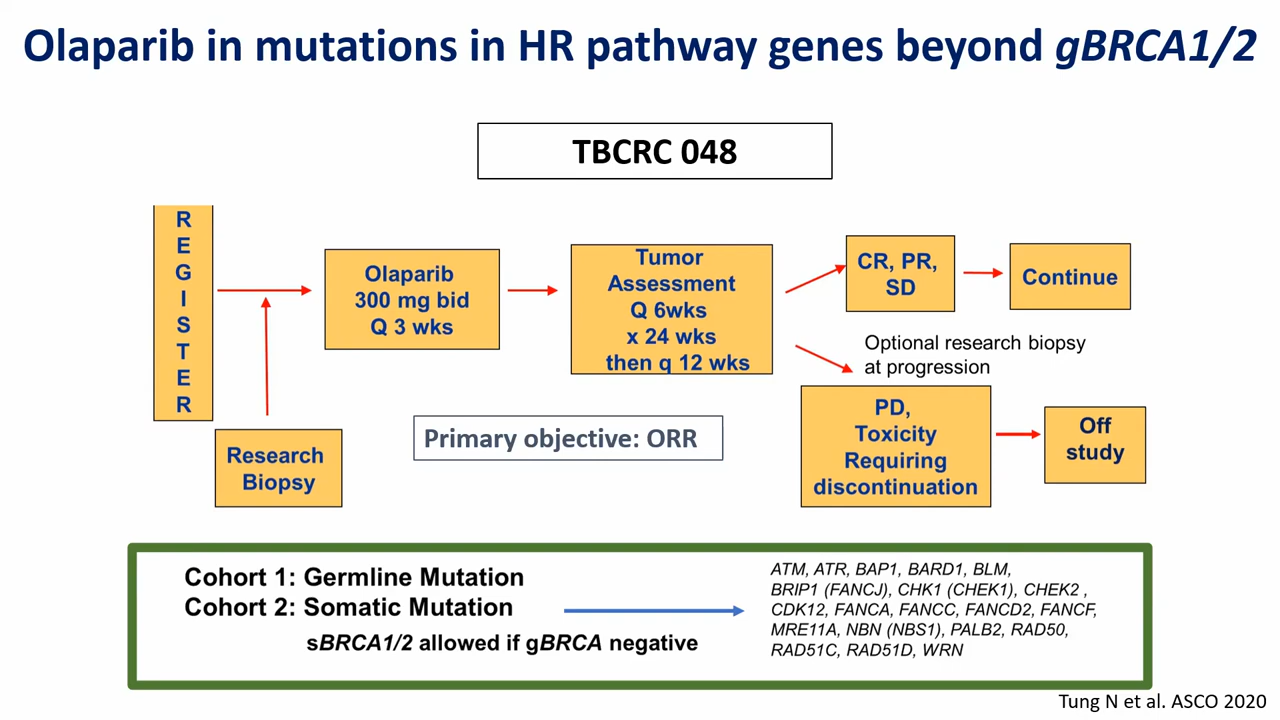 Olaparib in mutations in HR pathway genes beyond gBRCA1/2
TBCRC 048
R
E
G
I
S
T
E
R
Research
Biopsy
Olaparib
300 mg bid
Q 3 wks
Tumor
Assessment
Q 6wks
x 24 wks
then q 12 wks
CR, PR,
SD
Continue
Optional research biopsy
at progression
PD,
Toxicity
Requiring
discontinuation
Off
study
Primary objective: ORR
Cohort 1: Germline Mutation
Cohort 2: Somatic Mutation
sBRCA1/2 allowed if gBRCA negative
ATM, ATR, BAP1, BARD1, BLM,
BRIP1 (FANCJ), CHK1 (CHEK1), CHEK2 ,
CDK12, FANCA, FANCC, FANCD2, FANCF,
MRE11A, NBN (NBS1), PALB2, RAD50,
RAD51C, RAD51D, WRN
Tung N et al. ASCO 2020